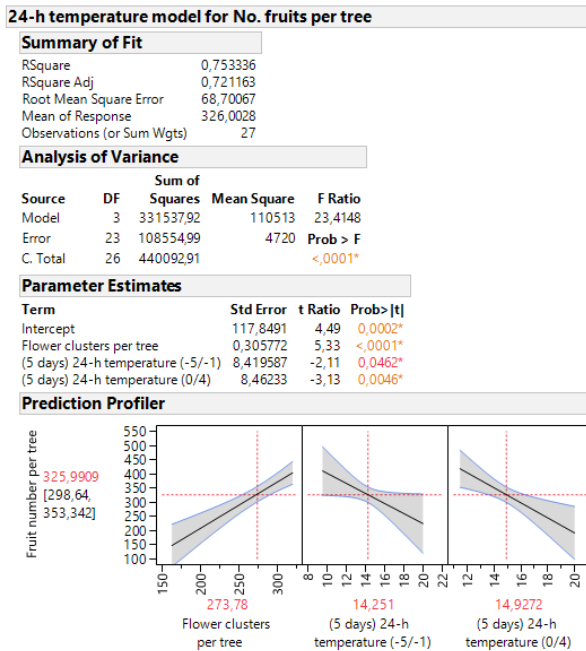 24-h temperature model for No. fruits per tree
Summary of Fit
RSquare 0,753336
RSquare Adj 0,721163
Root Mean Square Error 68,70067
Mean of Response 326,0028
Observations (or Sum Wgts) 27
Analysis of Variance
Sum of
Source DF Squares Mean Square F Ratio
Model 3 331537,92 110513 23,4148
Error 23 108554,99 4720 Prob > F
C. Total 26 440092,91 <,0001*
Parameter Estimates
Term Std Error t Ratio Prob>|t|
Intercept 117,8491 4,49 0,0002*
Flower clusters per tree 0,305772 5,33 <,0001*
(5 days) 24-h temperature (-5/-1) 8,419587 -2,11 0,0462*
(5 days) 24-h temperature (0/4) 8,46233 -3,13 0,0046*
Prediction Profiler
Fruit number per tree
325,9909
[298,64,
353,342]
550
500
450
400
350
300
250
200
150
100
150 200 250 300 8 10 12 14 16 18 20 22 12 14 16 18 20
273,78 14,251 14,9272
Flower clusters (5 days) 24-h (5 days) 24-h
per tree temperature (-5/-1) temperature (0/4)